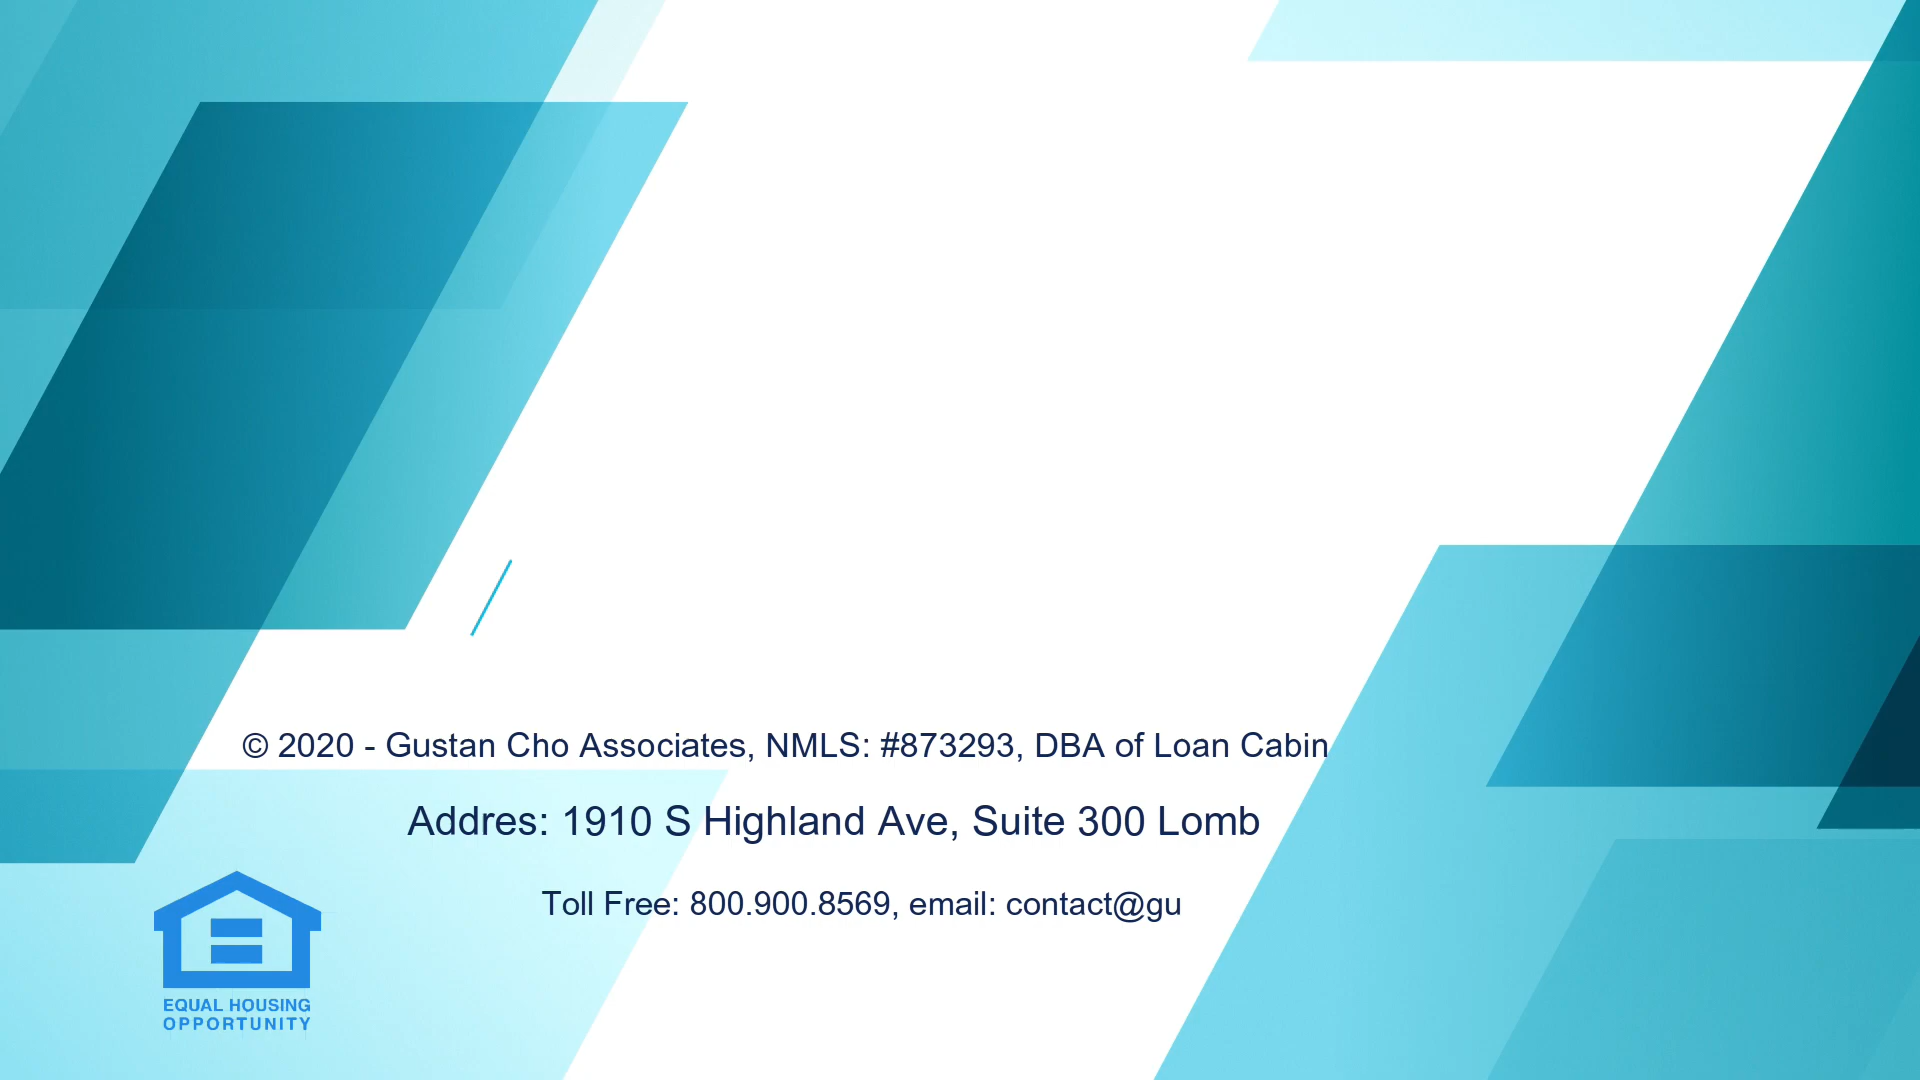 © 2020 - Gustan Cho Associates, NMLS: #873293, DBA of Loan Cabin
Addres: 1910 S Highland Ave, Suite 300 Lomb
Toll Free: 800.900.8569, email: contact@gu
EQUAL HOUSING
OPPORTUNITY